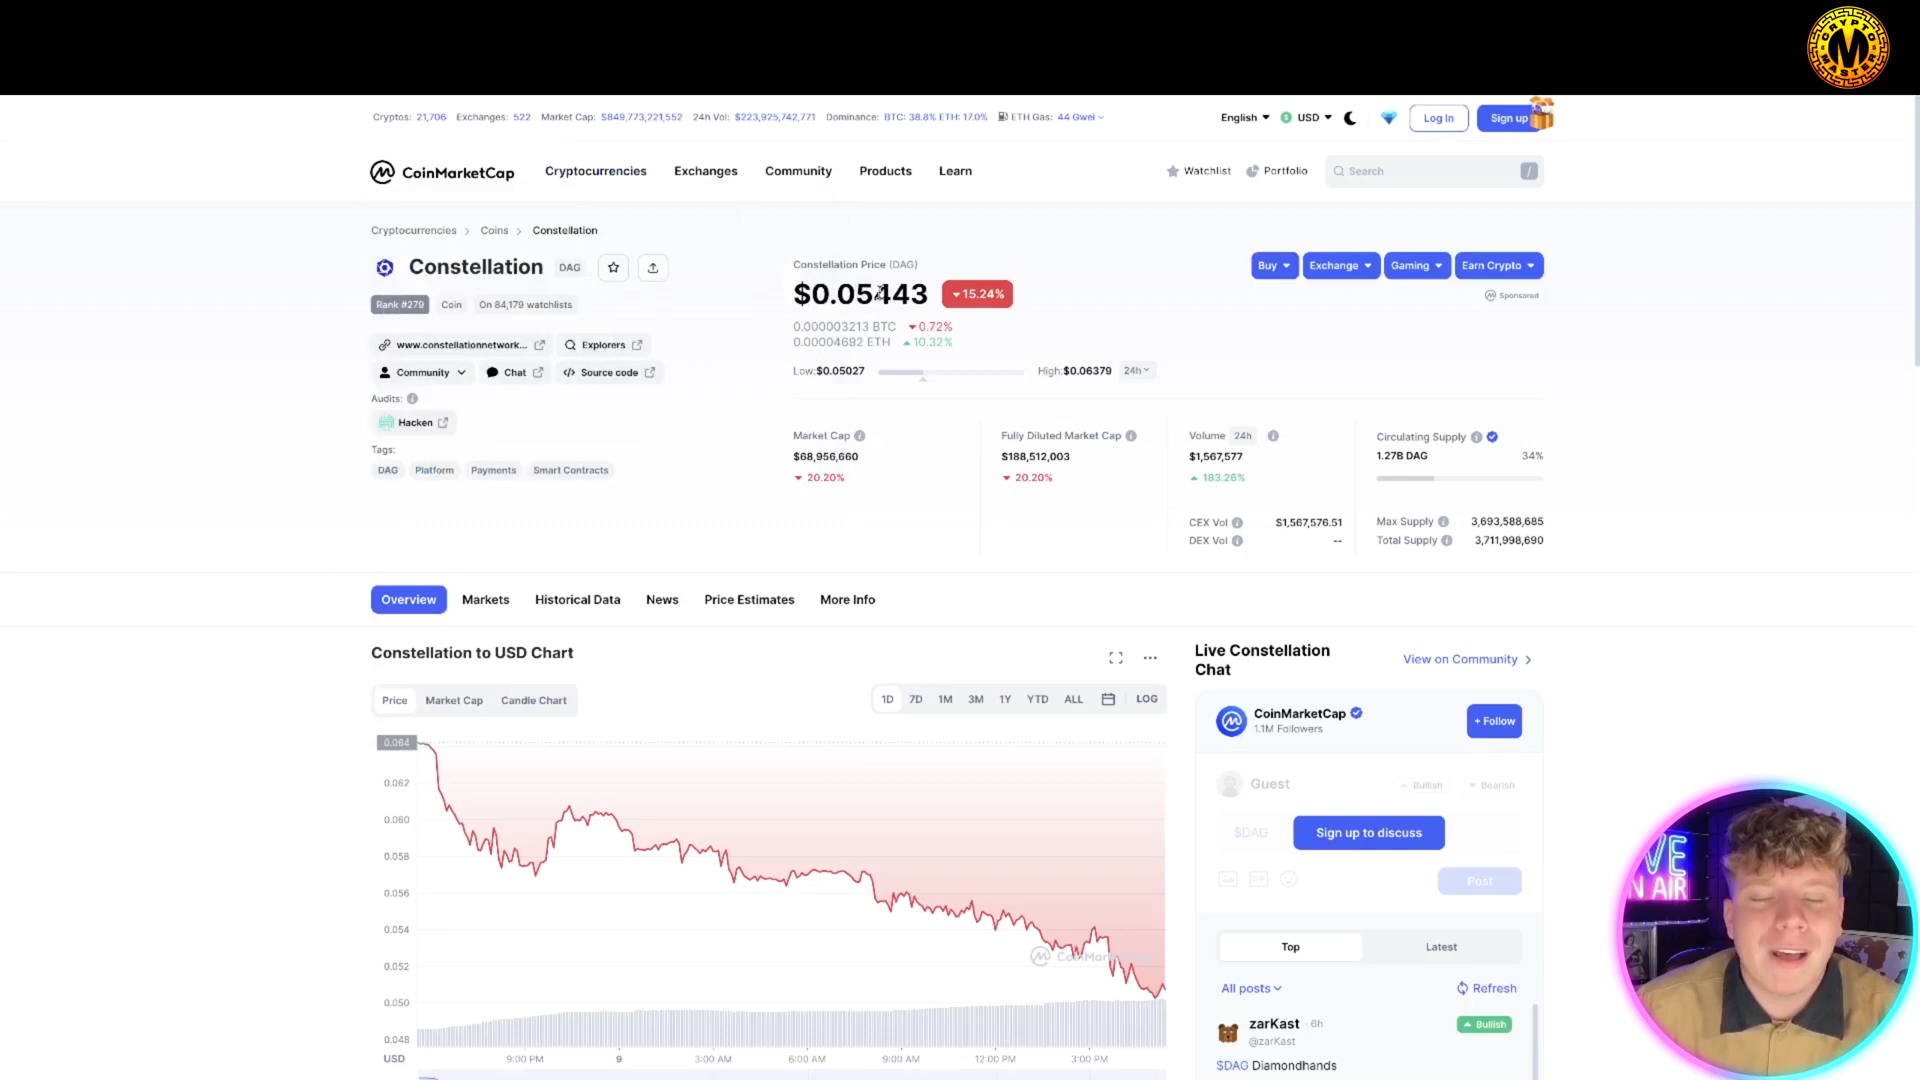 CRYPTO
M
MASTER
Cryptos: 21,706 Exchanges: 522 Market Cap: $849,773,221,552 24h Vol: $223,925,742,771 Dominance: BTC: 38.8% ETH: 17.0% ETH Gas: 44 Gwei
English USD Log In Sign up
CoinMarketCap Cryptocurrencies Exchanges Community Products Learn Watchlist Portfolio Search /
Cryptocurrencies > Coins > Constellation
Constellation DAG
Rank #279 Coin On 84,179 watchlists
www.constellationnetwork... Explorers
Community Chat Source code
Audits:
Hacken
Tags:
DAG Platform Payments Smart Contracts
Constellation Price (DAG)
$0.05443 15.24%
0.000003213 BTC 0.72%
0.00004692 ETH 10.32%
Low:$0.05027 High:$0.06379 24h
Buy Exchange Gaming Earn Crypto
Sponsored
Market Cap
$68,956,660
20.20%
Fully Diluted Market Cap
$188,512,003
20.20%
Volume 24h
$1,567,577
183.26%
CEX Vol $1,567,576.51
DEX Vol --
Circulating Supply
1.27B DAG 34%
Max Supply 3,693,588,685
Total Supply 3,711,998,690
Overview Markets Historical Data News Price Estimates More Info
Constellation to USD Chart
Price Market Cap Candle Chart 1D 7D 1M 3M 1Y YTD ALL LOG
0.064
0.062
0.060
0.058
0.056
0.054
0.052
0.050
0.048
USD 9:00 PM 9 3:00 AM 6:00 AM 9:00 AM 12:00 PM 3:00 PM
Live Constellation
Chat
View on Community >
CoinMarketCap
1.1M Followers
+ Follow
Guest Bullish Bearish
$DAG Sign up to discuss
Post
Top Latest
All posts Refresh
zarKast · 6h Bullish
@zarKast
$DAG Diamondhands
N AIR